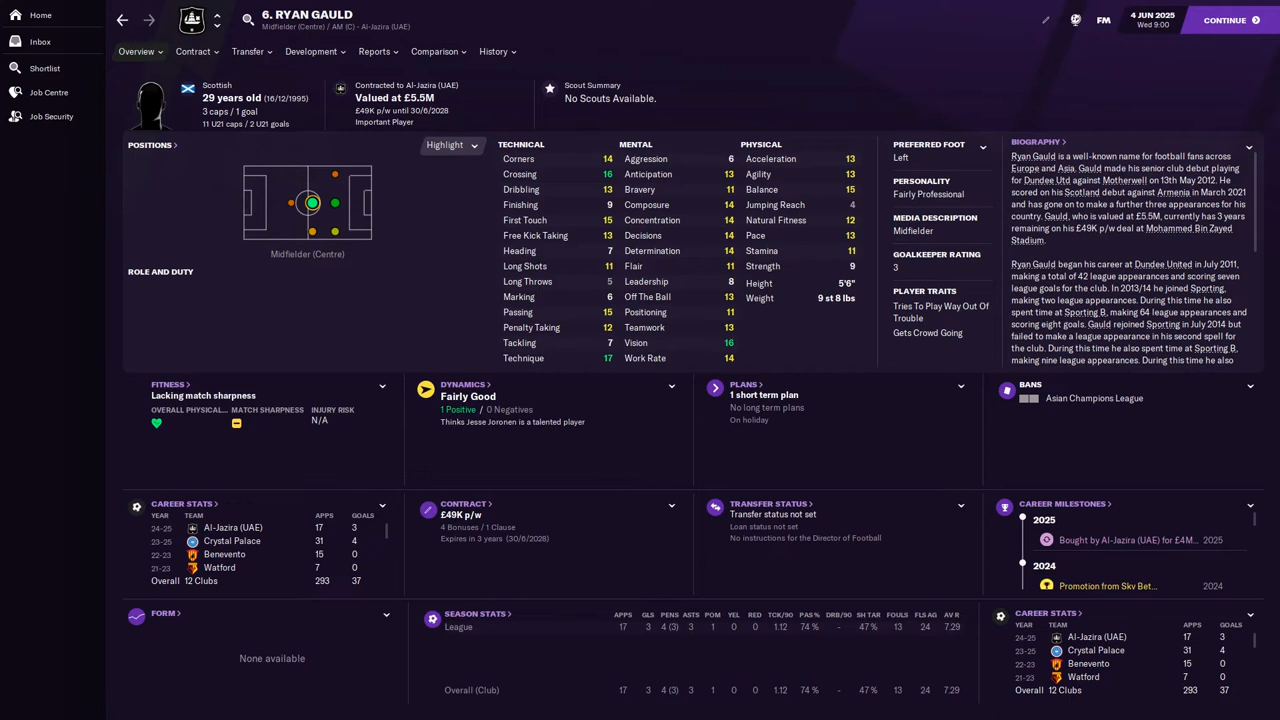 Home
Inbox
Shortlist
Job Centre
Job Security
6. RYAN GAULD
Midfielder (Centre) / AM (C) - Al-Jazira (UAE)
FM
4 JUN 2025
Wed 9:00
CONTINUE
Overview
Contract
Transfer
Development
Reports
Comparison
History
Scottish
29 years old (16/12/1995)
3 caps / 1 goal
11 U21 caps / 2 U21 goals
Contracted to Al-Jazira (UAE)
Valued at £5.5M
£49K p/w until 30/6/2028
Important Player
Scout Summary
No Scouts Available.
POSITIONS
Midfielder (Centre)
ROLE AND DUTY
Highlight
TECHNICAL
Corners 14
Crossing 16
Dribbling 13
Finishing 9
First Touch 15
Free Kick Taking 13
Heading 7
Long Shots 11
Long Throws 5
Marking 6
Passing 15
Penalty Taking 12
Tackling 7
Technique 17
MENTAL
Aggression 6
Anticipation 13
Bravery 11
Composure 14
Concentration 14
Decisions 14
Determination 14
Flair 11
Leadership 8
Off The Ball 13
Positioning 11
Teamwork 13
Vision 16
Work Rate 14
PHYSICAL
Acceleration 13
Agility 13
Balance 15
Jumping Reach 4
Natural Fitness 12
Pace 13
Stamina 11
Strength 9
Height 5'6"
Weight 9 st 8 lbs
PREFERRED FOOT
Left
PERSONALITY
Fairly Professional
MEDIA DESCRIPTION
Midfielder
GOALKEEPER RATING
3
PLAYER TRAITS
Tries To Play Way Out Of
Trouble
Gets Crowd Going
BIOGRAPHY
Ryan Gauld is a well-known name for football fans across
Europe and Asia. Gauld made his senior club debut playing
for Dundee Utd against Motherwell on 13th May 2012. He
scored on his Scotland debut against Armenia in March 2021
and has gone on to make a further three appearances for his
country. Gauld, who is valued at £5.5M, currently has 3 years
remaining on his £49K p/w deal at Mohammed Bin Zayed
Stadium.
Ryan Gauld began his career at Dundee United in July 2011,
making a total of 42 league appearances and scoring seven
league goals for the club. In 2013/14 he joined Sporting,
making two league appearances. During this time he also
spent time at Sporting B, making 64 league appearances and
scoring eight goals. Gauld rejoined Sporting in July 2014 but
failed to make a league appearance in his second spell for
the club. During this time he also spent time at Sporting B,
making nine league appearances. During this time he also
FITNESS
Lacking match sharpness
OVERALL PHYSICAL... MATCH SHARPNESS INJURY RISK
N/A
DYNAMICS
Fairly Good
1 Positive / 0 Negatives
Thinks Jesse Joronen is a talented player
PLANS
1 short term plan
No long term plans
On holiday
BANS
Asian Champions League
CAREER STATS
YEAR TEAM APPS GOALS
24-25 Al-Jazira (UAE) 17 3
23-25 Crystal Palace 31 4
22-23 Benevento 15 0
21-23 Watford 7 0
Overall 12 Clubs 293 37
CONTRACT
£49K p/w
4 Bonuses / 1 Clause
Expires in 3 years (30/6/2028)
TRANSFER STATUS
Transfer status not set
Loan status not set
No instructions for the Director of Football
CAREER MILESTONES
2025
Bought by Al-Jazira (UAE) for £4M... 2025
2024
Promotion from Sky Bet... 2024
FORM
None available
SEASON STATS APPS GLS PENS ASTS POM YEL RED TCK/90 PAS % DRB/90 SH TAR FOULS FLS AG AV R
League 17 3 4 (3) 3 1 0 0 1.12 74 % - 47 % 13 24 7.29
Overall (Club) 17 3 4 (3) 3 1 0 0 1.12 74 % - 47 % 13 24 7.29
CAREER STATS
YEAR TEAM APPS GOALS
24-25 Al-Jazira (UAE) 17 3
23-25 Crystal Palace 31 4
22-23 Benevento 15 0
21-23 Watford 7 0
Overall 12 Clubs 293 37